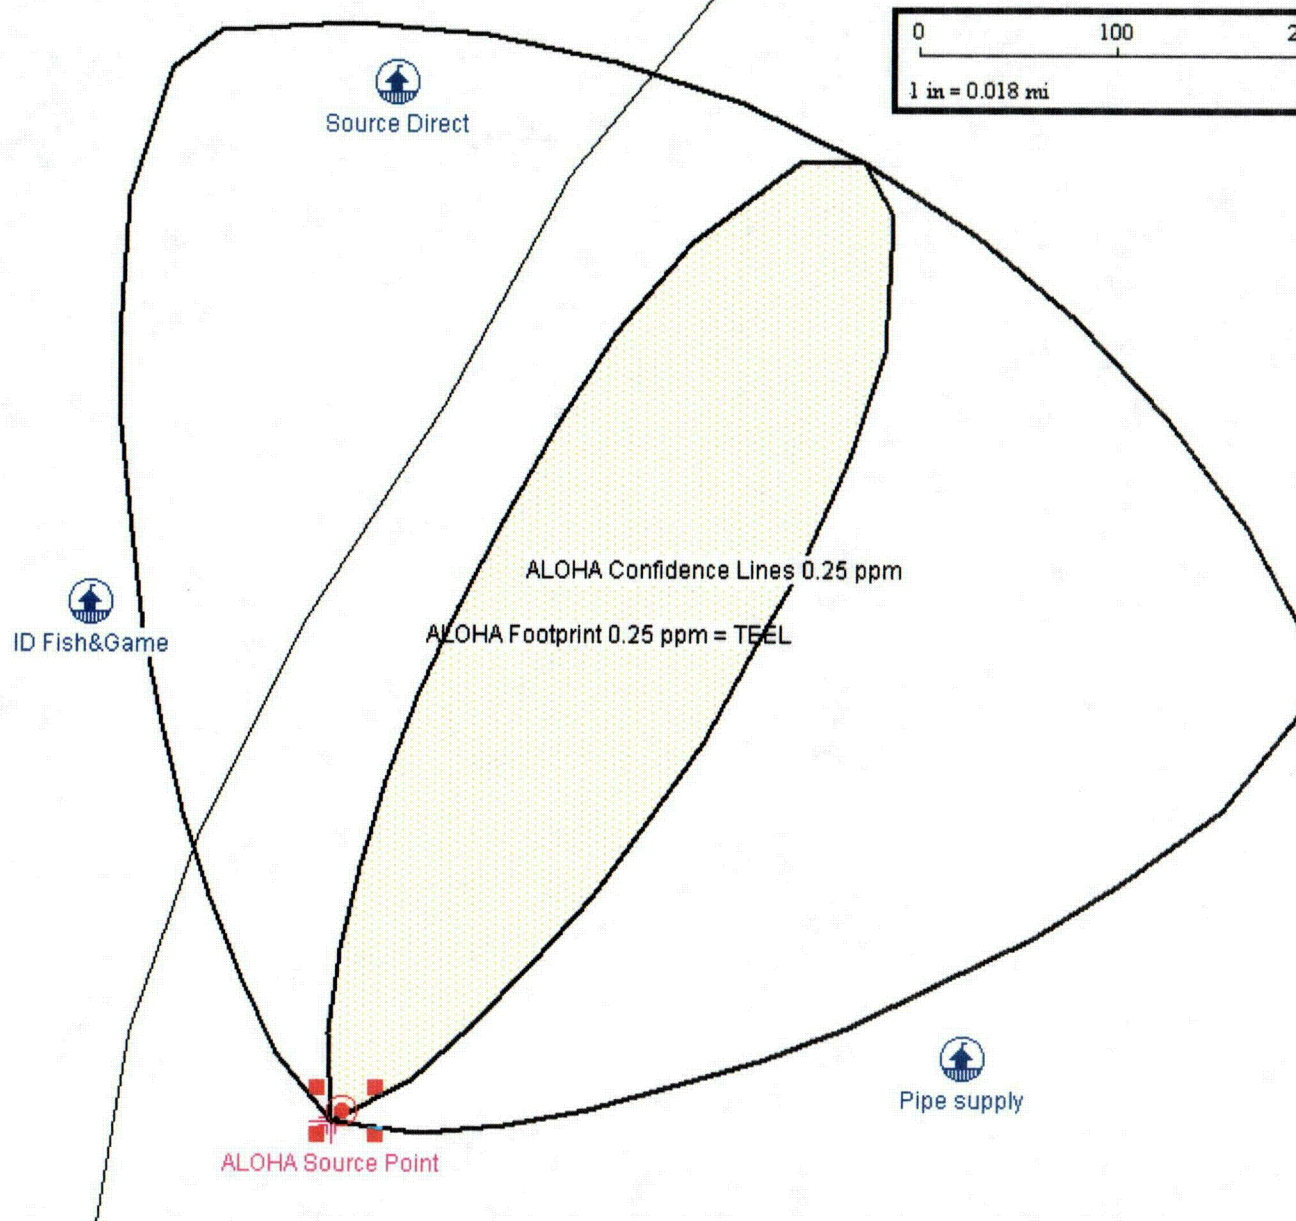 0 100 2
1 in = 0.018 mi
Source Direct
ALOHA Confidence Lines 0.25 ppm
ALOHA Footprint 0.25 ppm = TEEL
ID Fish&Game
Pipe supply
ALOHA Source Point